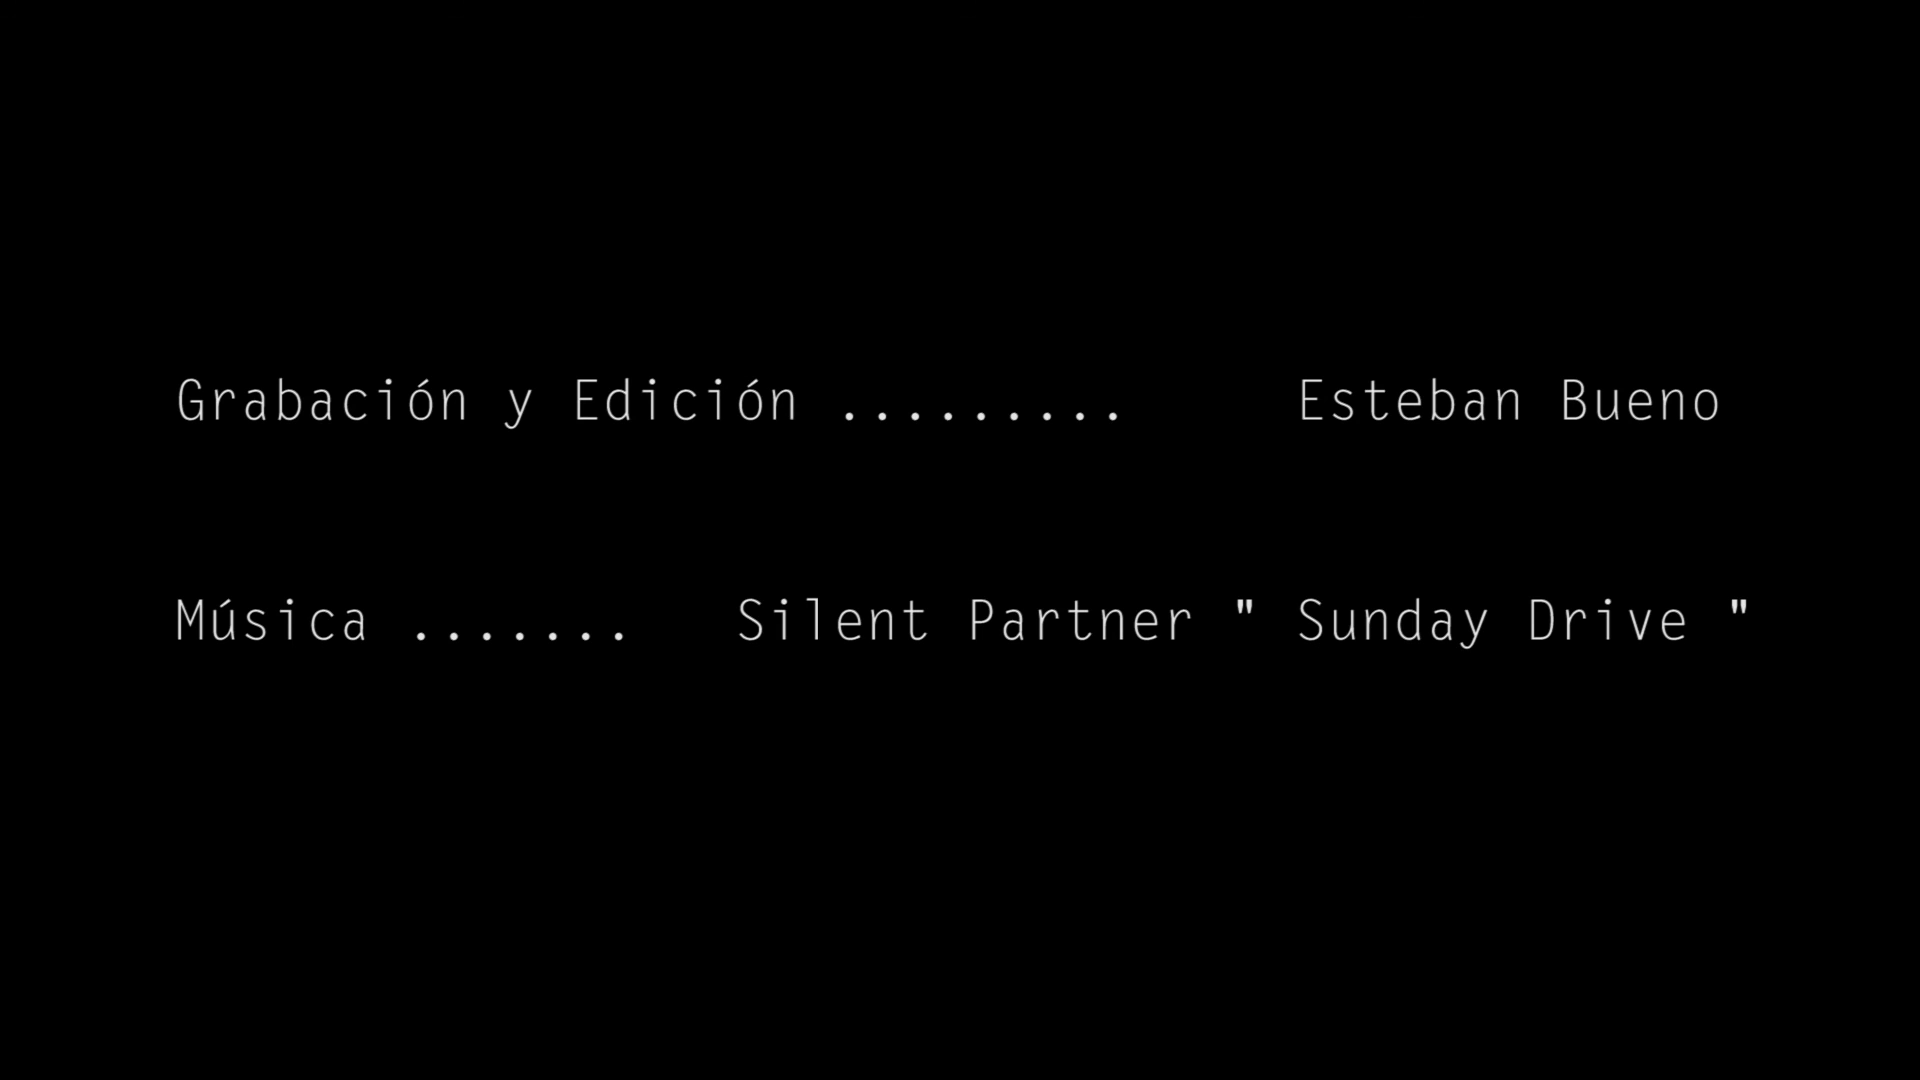 Grabación y Edición ......... Esteban Bueno
Música ....... Silent Partner " Sunday Drive "